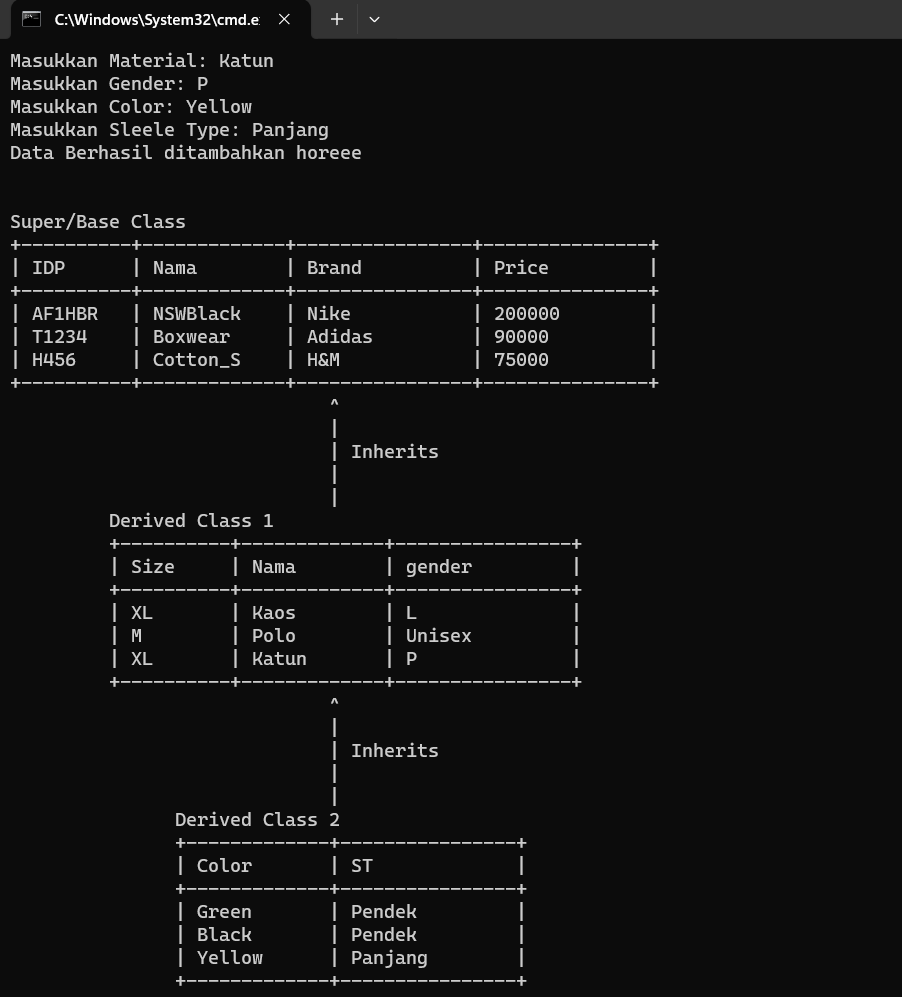 C:\Windows\System32\cmd.e
Masukkan Material: Katun
Masukkan Gender: P
Masukkan Color: Yellow
Masukkan Sleele Type: Panjang
Data Berhasil ditambahkan horeee
Super/Base Class
+----------+-------------+----------------+---------------+
| IDP      | Nama        | Brand          | Price         |
+----------+-------------+----------------+---------------+
| AF1HBR   | NSWBlack    | Nike           | 200000        |
| T1234    | Boxwear     | Adidas         | 90000         |
| H456     | Cotton_S    | H&M            | 75000         |
+----------+-------------+----------------+---------------+
^
|
| Inherits
|
|
Derived Class 1
+----------+-------------+----------------+
| Size     | Nama        | gender         |
+----------+-------------+----------------+
| XL       | Kaos        | L              |
| M        | Polo        | Unisex         |
| XL       | Katun       | P              |
+----------+-------------+----------------+
^
|
| Inherits
|
|
Derived Class 2
+-------------+----------------+
| Color       | ST             |
+-------------+----------------+
| Green       | Pendek         |
| Black       | Pendek         |
| Yellow      | Panjang        |
+-------------+----------------+